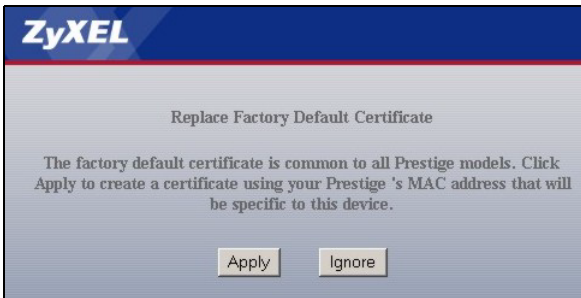 ZyXEL
Replace Factory Default Certificate
The factory default certificate is common to all Prestige models. Click
Apply to create a certificate using your Prestige 's MAC address that will
be specific to this device.
Apply Ignore